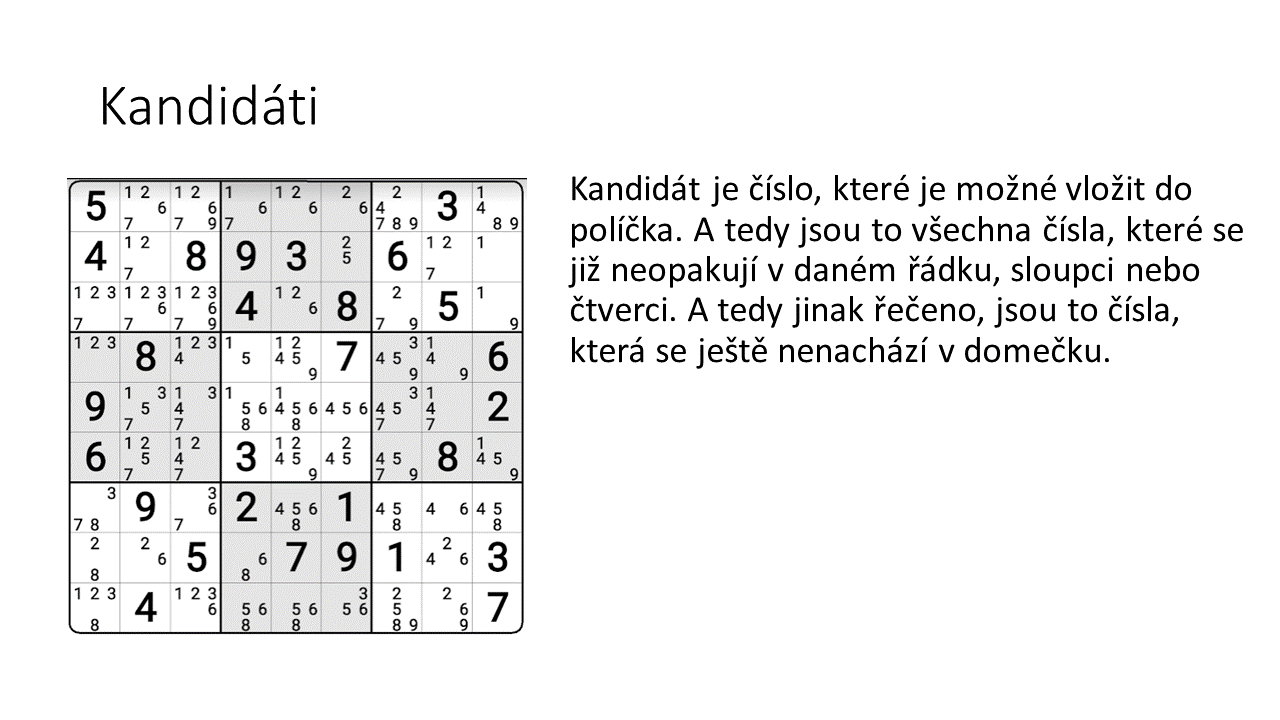 Kandidáti
5 1 2 6 7 1 2 6 7 9 1 6 7 1 2 6 2 6 2 4 7 8 9 3 1 4 8 9
4 1 2 7 8 9 3 2 5 6 1 2 7 1
1 2 3 7 1 2 3 6 7 1 2 3 6 7 9 4 1 2 6 8 2 7 9 5 1 9
1 2 3 8 1 2 3 4 1 5 1 2 4 5 9 7 3 4 5 9 1 4 9 6
9 1 3 5 7 1 3 4 7 1 5 6 8 1 4 5 6 8 4 5 6 3 4 5 7 1 4 7 2
6 1 2 5 7 1 2 4 7 3 1 2 4 5 9 2 4 5 4 5 7 9 8 1 4 5 9
3 7 8 9 3 6 7 2 4 5 6 8 1 4 5 8 4 6 4 5 8
2 8 2 6 5 6 8 7 9 1 2 4 6 3
1 2 3 8 4 1 2 3 6 5 6 8 5 6 8 3 5 6 2 5 8 9 2 6 9 7
Kandidát je číslo, které je možné vložit do
políčka. A tedy jsou to všechna čísla, které se
již neopakují v daném řádku, sloupci nebo
čtverci. A tedy jinak řečeno, jsou to čísla,
která se ještě nenachází v domečku.